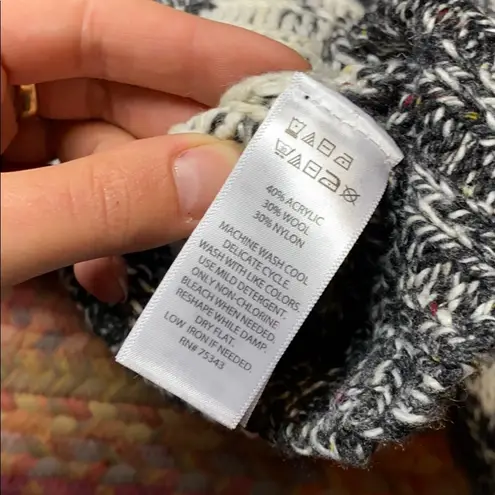 40% ACRYLIC
30% WOOL
30% NYLON
MACHINE WASH COOL
DELICATE CYCLE.
WASH WITH LIKE COLORS.
USE MILD DETERGENT.
ONLY NON-CHLORINE
BLEACH WHEN NEEDED.
RESHAPE WHILE DAMP.
DRY FLAT.
LOW IRON IF NEEDED
RN# 75343